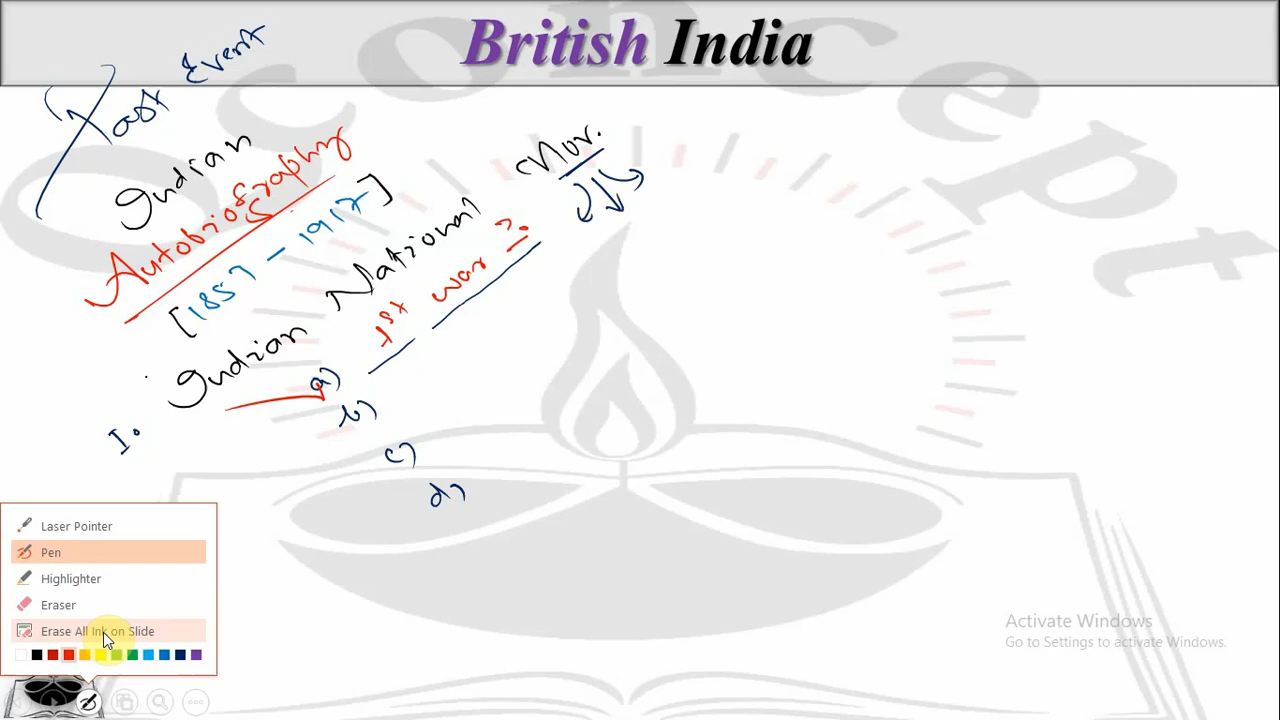 British India
Past Event
Indian
Autobiography
[1857 - 1917]
Nov.
Indian National
1st war ?
a)
b)
c)
d)
I.
Concept
Laser Pointer
Pen
Highlighter
Eraser
Erase All Ink on Slide
Activate Windows
Go to Settings to activate Windows.